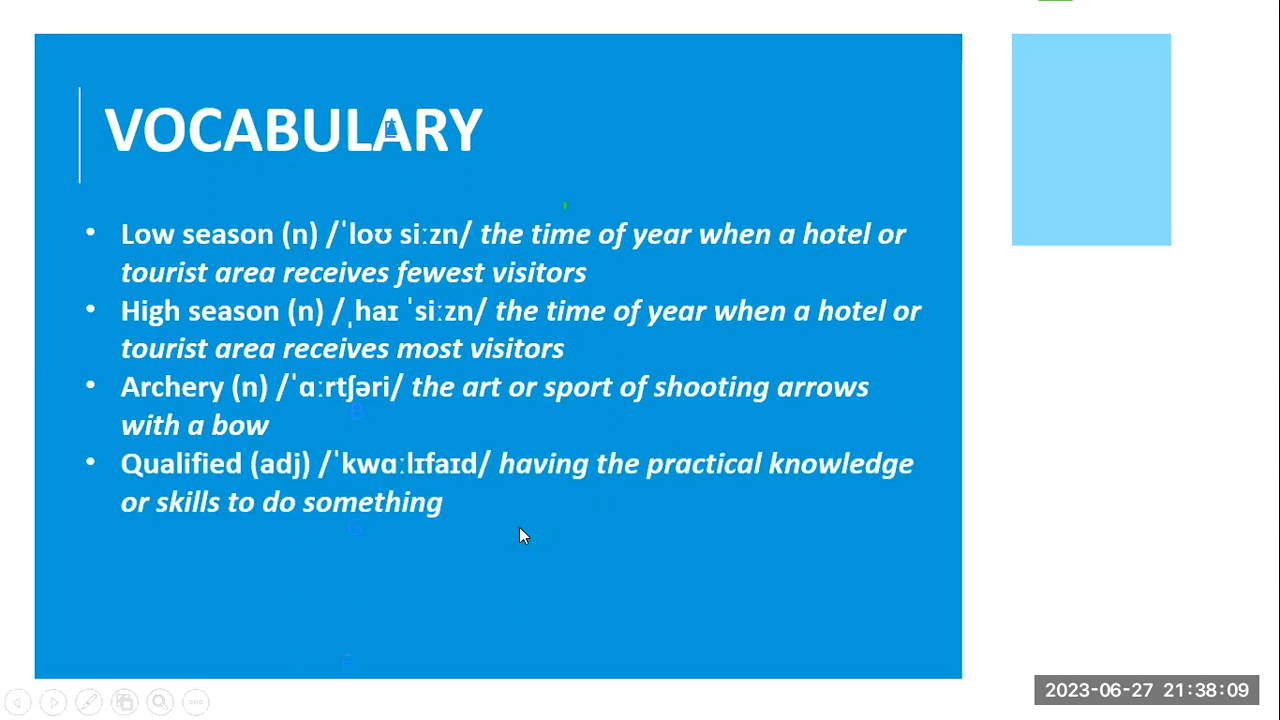 VOCABULARY
• Low season (n) /ˈloʊ siːzn/ the time of year when a hotel or
tourist area receives fewest visitors
• High season (n) /ˌhaɪ ˈsiːzn/ the time of year when a hotel or
tourist area receives most visitors
• Archery (n) /ˈɑːrtʃəri/ the art or sport of shooting arrows
with a bow
• Qualified (adj) /ˈkwɑːlɪfaɪd/ having the practical knowledge
or skills to do something
B
G
F
2023-06-27 21:38:09